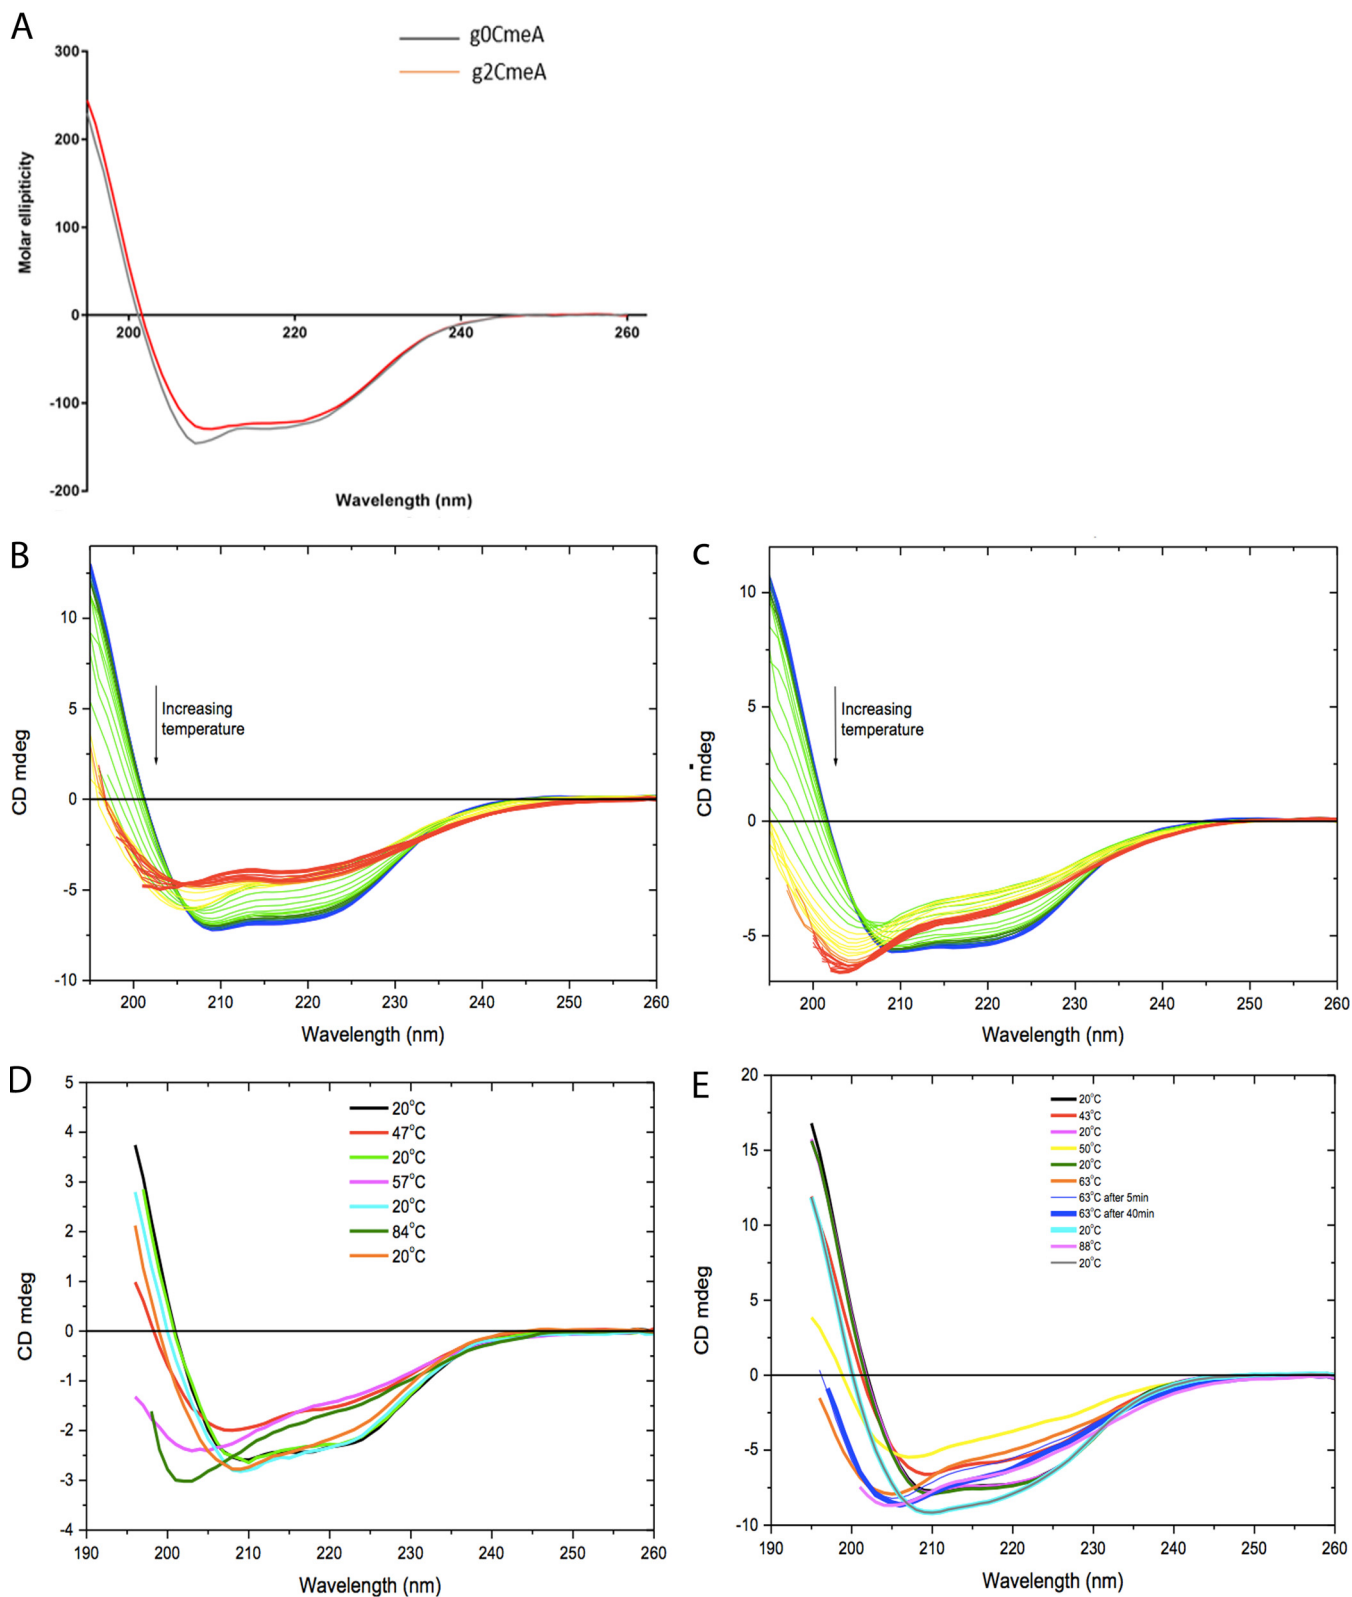 A
g0CmeA
g2CmeA
300
200
100
0
-100
-200
Molar ellipiticity
200
220
240
260
Wavelength (nm)
B
10
5
0
-5
-10
CD mdeg
Increasing
temperature
200
210
220
230
240
250
260
Wavelength (nm)
C
10
5
0
-5
CD mdeg
Increasing
temperature
200
210
220
230
240
250
260
Wavelength (nm)
D
5
4
3
2
1
0
-1
-2
-3
-4
CD mdeg
20°C
47°C
20°C
57°C
20°C
84°C
20°C
190
200
210
220
230
240
250
260
Wavelength (nm)
E
20
15
10
5
0
-5
-10
CD mdeg
20°C
43°C
20°C
50°C
20°C
63°C
63°C after 5min
63°C after 40min
20°C
88°C
20°C
190
200
210
220
230
240
250
260
Wavelength (nm)